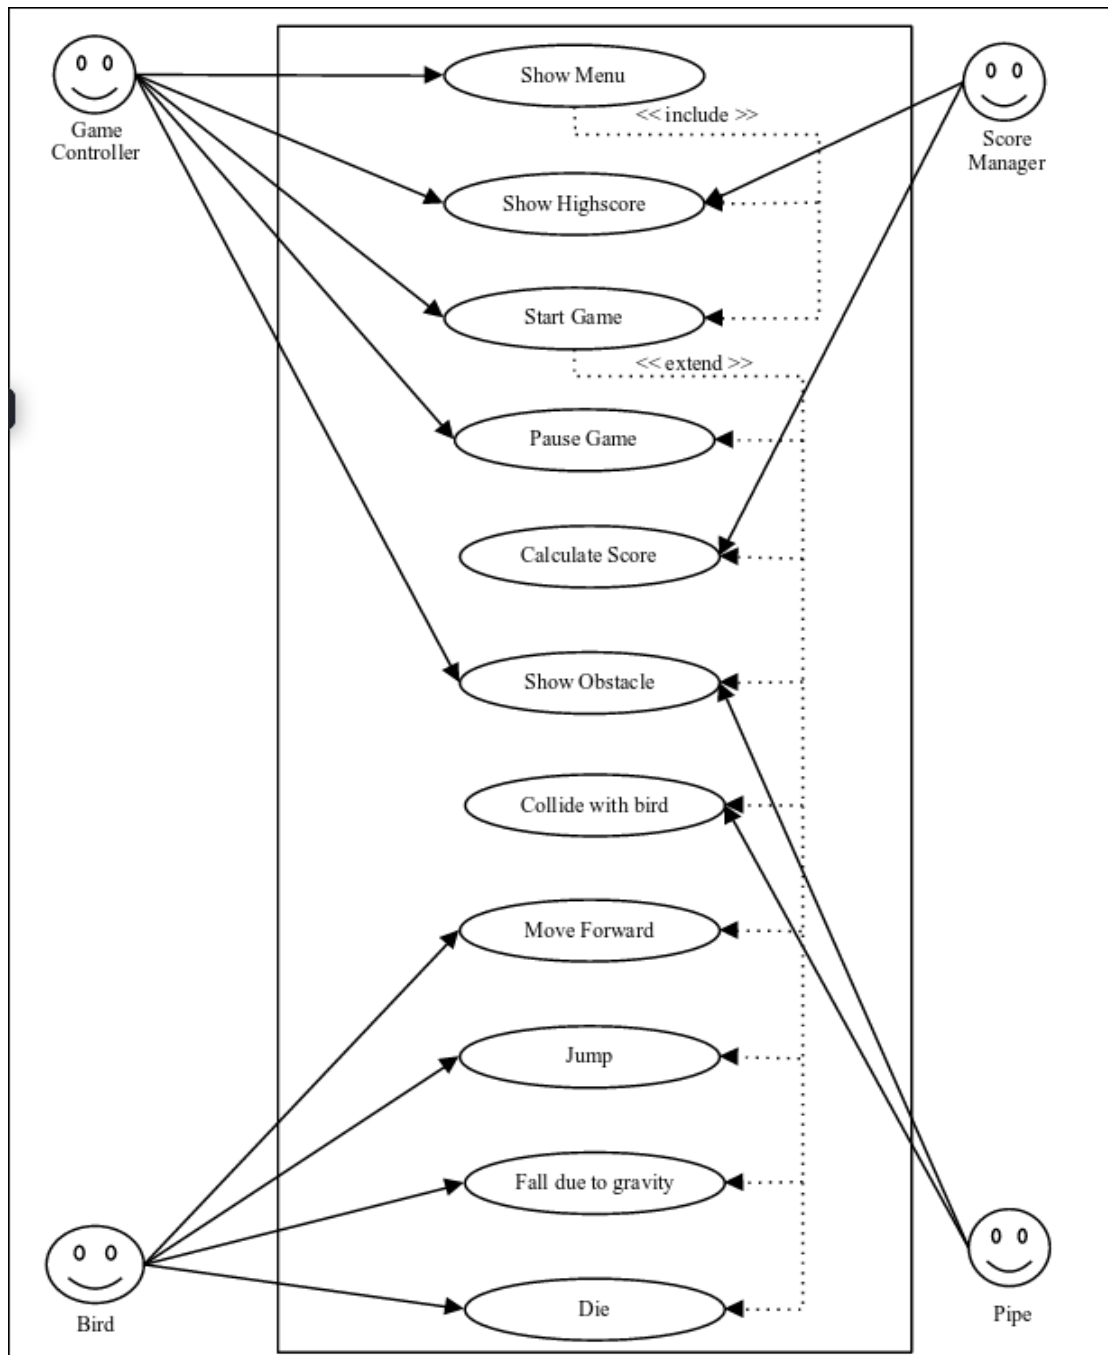 Show Menu
<< include >>
Game
Controller
Score
Manager
Show Highscore
Start Game
<< extend >>
Pause Game
Calculate Score
Show Obstacle
Collide with bird
Move Forward
Jump
Fall due to gravity
Die
Bird
Pipe